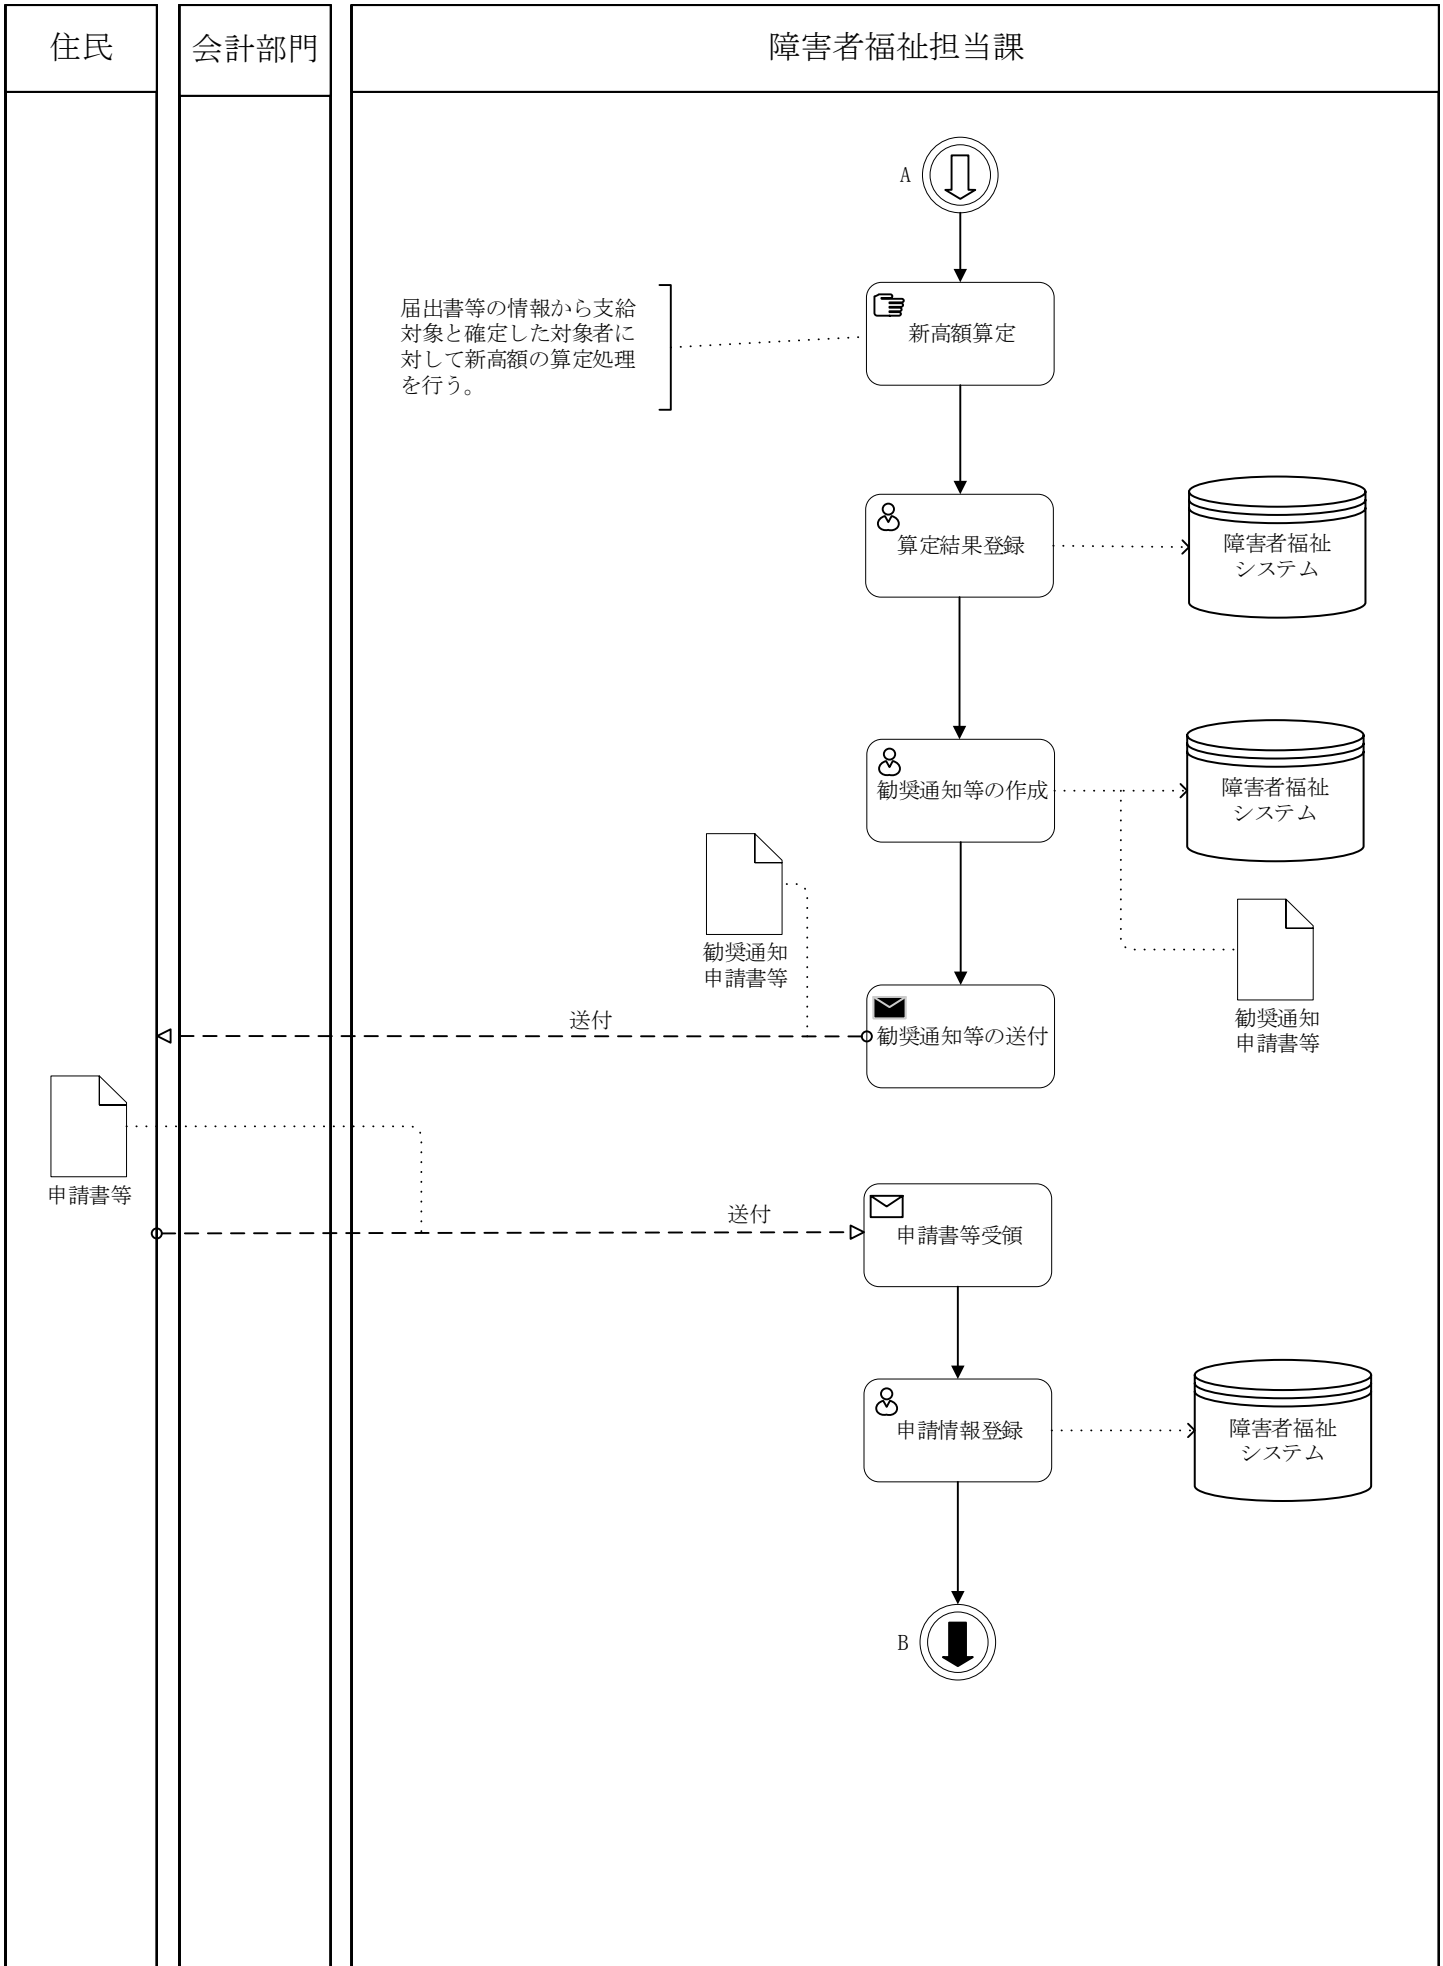 住民
会計部門
障害者福祉担当課
A
届出書等の情報から支給
対象と確定した対象者に
対して新高額の算定処理
を行う。
新高額算定
算定結果登録
障害者福祉
システム
勧奨通知等の作成
障害者福祉
システム
勧奨通知
申請書等
勧奨通知
申請書等
送付
勧奨通知等の送付
申請書等
送付
申請書等受領
申請情報登録
障害者福祉
システム
B